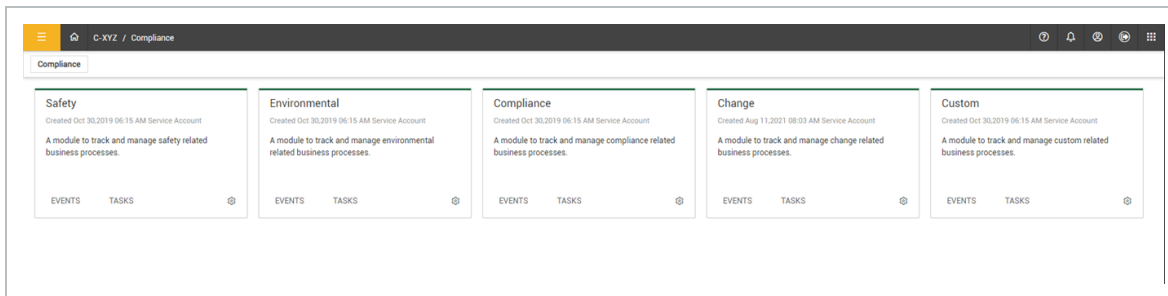 C-XYZ / Compliance
Compliance
Safety
Created Oct 30,2019 06:15 AM Service Account
A module to track and manage safety related
business processes.
EVENTS TASKS
Environmental
Created Oct 30,2019 06:15 AM Service Account
A module to track and manage environmental
related business processes.
EVENTS TASKS
Compliance
Created Oct 30,2019 06:15 AM Service Account
A module to track and manage compliance related
business processes.
EVENTS TASKS
Change
Created Aug 11,2021 08:03 AM Service Account
A module to track and manage change related
business processes.
EVENTS TASKS
Custom
Created Oct 30,2019 06:15 AM Service Account
A module to track and manage custom related
business processes.
EVENTS TASKS